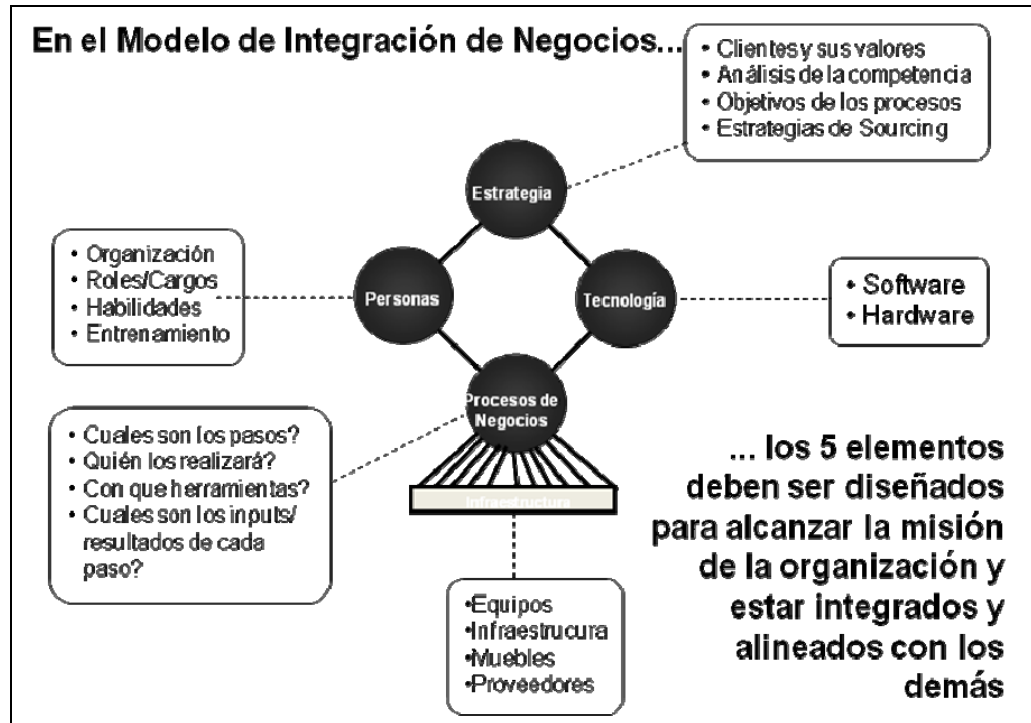 En el Modelo de Integración de Negocios...
• Clientes y sus valores
• Análisis de la competencia
• Objetivos de los procesos
• Estrategias de Sourcing
Estrategia
• Organización
• Roles/Cargos
• Habilidades
• Entrenamiento
Personas
Tecnología
• Software
• Hardware
Procesos de
Negocios
• Cuales son los pasos?
• Quién los realizará?
• Con que herramientas?
• Cuales son los inputs/
resultados de cada
paso?
Infraestructura
•Equipos
•Infraestrucura
•Muebles
•Proveedores
... los 5 elementos
deben ser diseñados
para alcanzar la misión
de la organización y
estar integrados y
alineados con los
demás